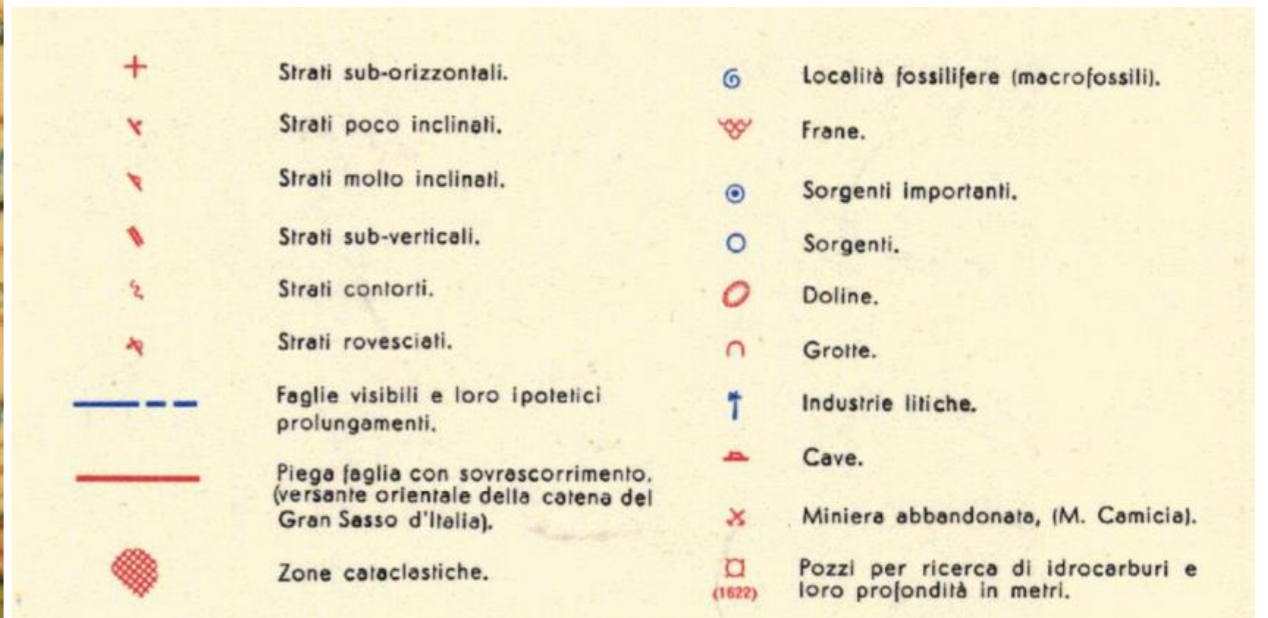 Strati sub-orizzontali.
Strati poco inclinati.
Strati molto inclinati.
Strati sub-verticali.
Strati contorti.
Strati rovesciati.
Faglie visibili e loro ipotetici
prolungamenti.
Piega faglia con sovrascorrimento.
(versante orientale della catena del
Gran Sasso d'Italia).
Zone cataclastiche.
Località fossilifere (macrofossili).
Frane.
Sorgenti importanti.
Sorgenti.
Doline.
Grotte.
Industrie litiche.
Cave.
Miniera abbandonata, (M. Camicia).
Pozzi per ricerca di idrocarburi e
loro profondità in metri.
(1622)